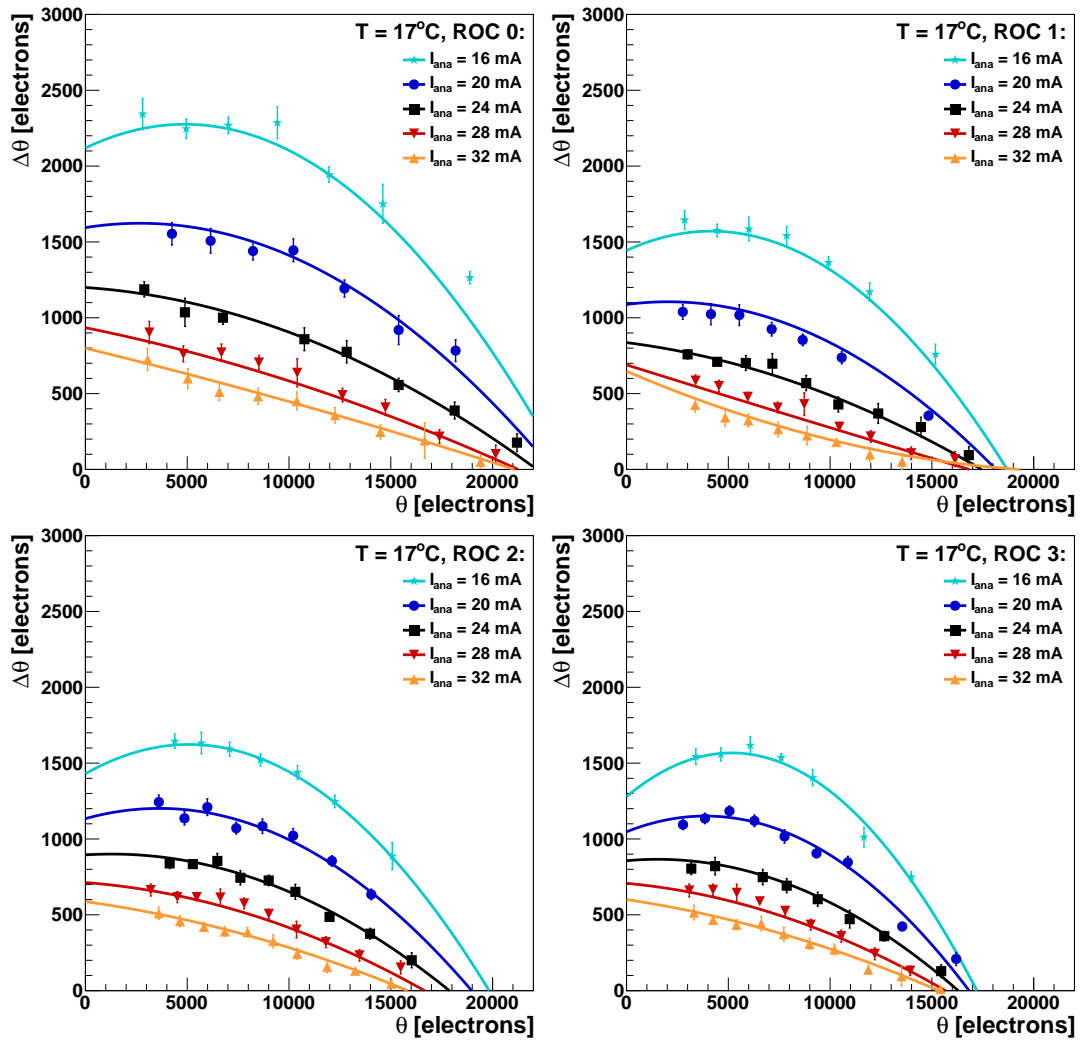 T = 17°C, ROC 0:
I_ana = 16 mA
I_ana = 20 mA
I_ana = 24 mA
I_ana = 28 mA
I_ana = 32 mA
Δθ [electrons]
3000
2500
2000
1500
1000
500
0
0 5000 10000 15000 20000
θ [electrons]
T = 17°C, ROC 1:
I_ana = 16 mA
I_ana = 20 mA
I_ana = 24 mA
I_ana = 28 mA
I_ana = 32 mA
Δθ [electrons]
3000
2500
2000
1500
1000
500
0
0 5000 10000 15000 20000
θ [electrons]
T = 17°C, ROC 2:
I_ana = 16 mA
I_ana = 20 mA
I_ana = 24 mA
I_ana = 28 mA
I_ana = 32 mA
Δθ [electrons]
3000
2500
2000
1500
1000
500
0
0 5000 10000 15000 20000
θ [electrons]
T = 17°C, ROC 3:
I_ana = 16 mA
I_ana = 20 mA
I_ana = 24 mA
I_ana = 28 mA
I_ana = 32 mA
Δθ [electrons]
3000
2500
2000
1500
1000
500
0
0 5000 10000 15000 20000
θ [electrons]